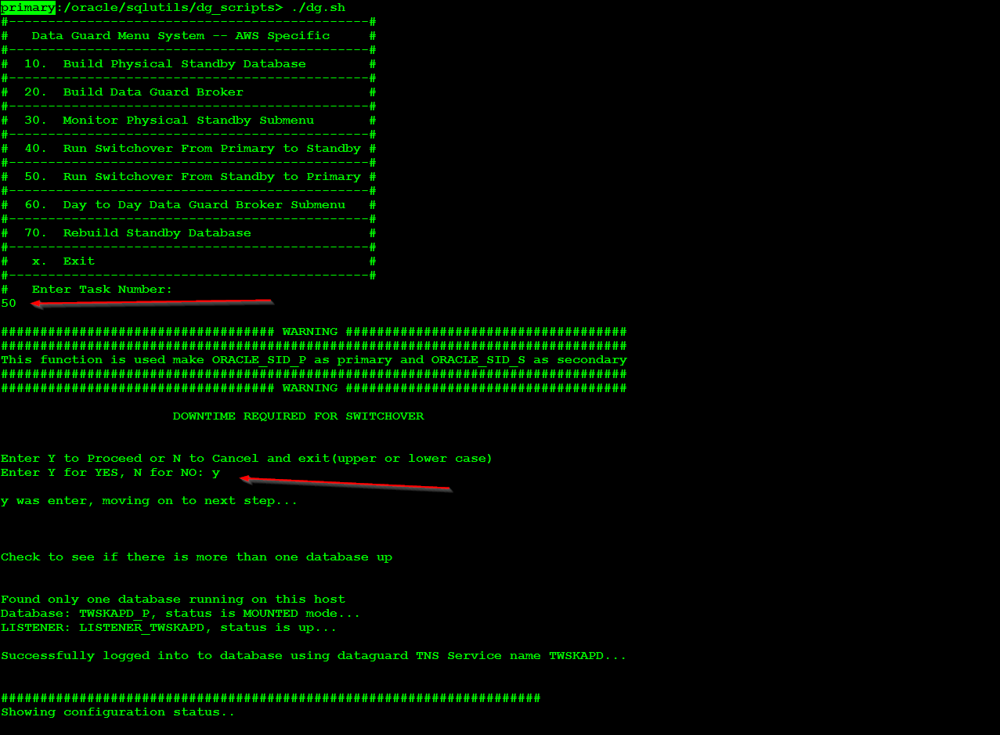 primary:/oracle/sqlutils/dg_scripts> ./dg.sh
#----------------------------------------------#
#   Data Guard Menu System -- AWS Specific     #
#----------------------------------------------#
#  10.  Build Physical Standby Database        #
#----------------------------------------------#
#  20.  Build Data Guard Broker                #
#----------------------------------------------#
#  30.  Monitor Physical Standby Submenu       #
#----------------------------------------------#
#  40.  Run Switchover From Primary to Standby #
#----------------------------------------------#
#  50.  Run Switchover From Standby to Primary #
#----------------------------------------------#
#  60.  Day to Day Data Guard Broker Submenu   #
#----------------------------------------------#
#  70.  Rebuild Standby Database               #
#----------------------------------------------#
#   x.  Exit                                   #
#----------------------------------------------#
#   Enter Task Number:
50
################################### WARNING ####################################
################################################################################
This function is used make ORACLE_SID_P as primary and ORACLE_SID_S as secondary
################################################################################
################################### WARNING ####################################
DOWNTIME REQUIRED FOR SWITCHOVER
Enter Y to Proceed or N to Cancel and exit(upper or lower case)
Enter Y for YES, N for NO: y
y was enter, moving on to next step...
Check to see if there is more than one database up
Found only one database running on this host
Database: TWSKAPD_P, status is MOUNTED mode...
LISTENER: LISTENER_TWSKAPD, status is up...
Successfully logged into to database using dataguard TNS Service name TWSKAPD...
#####################################################################
Showing configuration status..